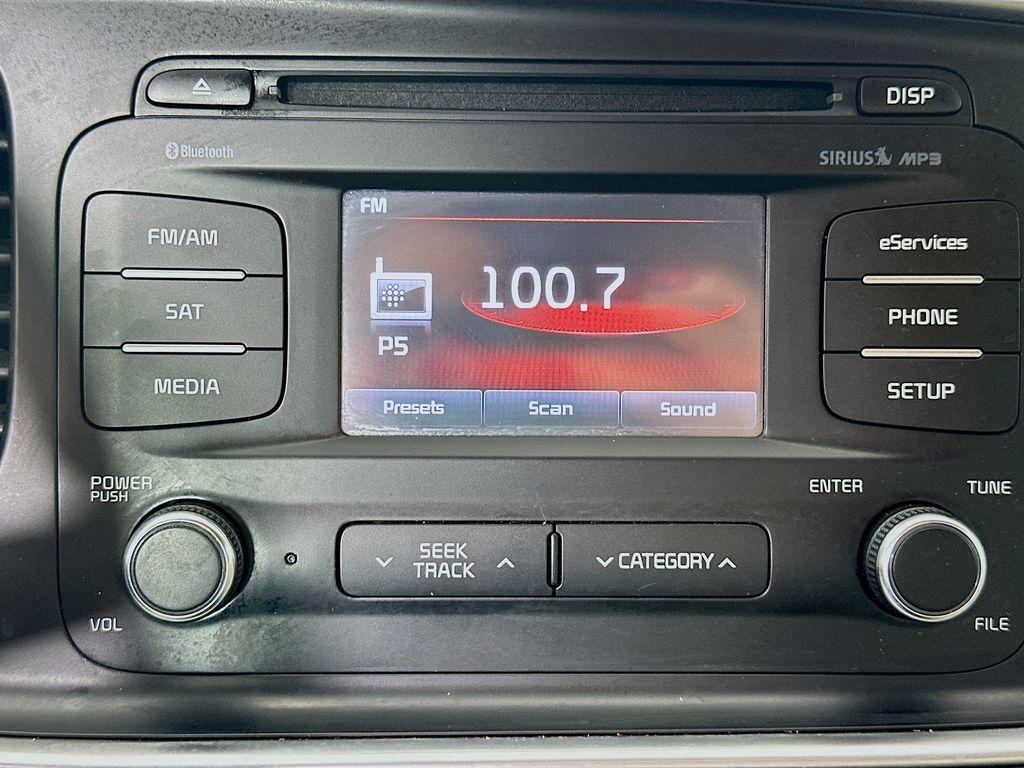 DISP
Bluetooth
SIRIUS MP3
FM
FM/AM
SAT
MEDIA
100.7
P5
Presets
Scan
Sound
eServices
PHONE
SETUP
POWER
PUSH
VOL
SEEK
TRACK
CATEGORY
ENTER
TUNE
FILE